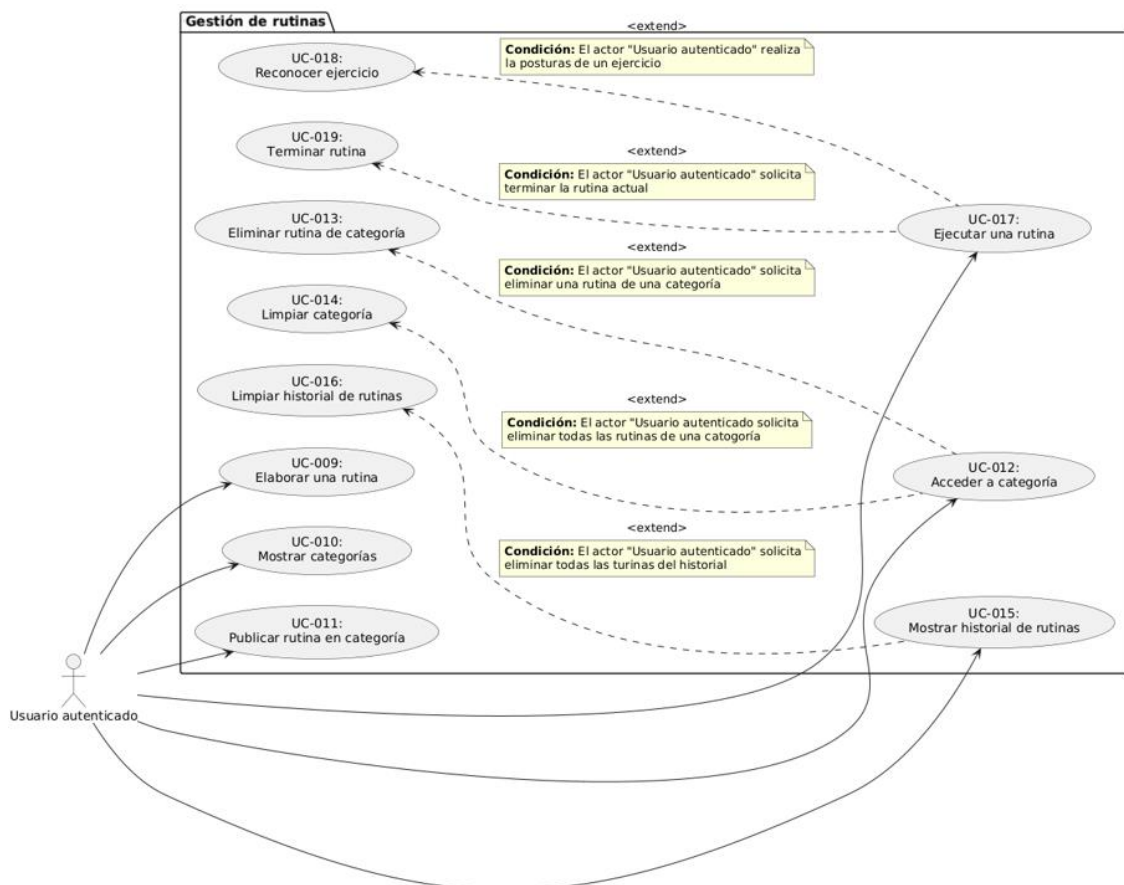 Gestión de rutinas
<extend>
Condición: El actor "Usuario autenticado" realiza
la posturas de un ejercicio
UC-018:
Reconocer ejercicio
UC-019:
Terminar rutina
<extend>
Condición: El actor "Usuario autenticado" solicita
terminar la rutina actual
UC-013:
Eliminar rutina de categoría
UC-017:
Ejecutar una rutina
<extend>
Condición: El actor "Usuario autenticado" solicita
eliminar una rutina de una categoría
UC-014:
Limpiar categoría
UC-016:
Limpiar historial de rutinas
<extend>
Condición: El actor "Usuario autenticado solicita
eliminar todas las rutinas de una catogoría
UC-009:
Elaborar una rutina
UC-012:
Acceder a categoría
UC-010:
Mostrar categorías
<extend>
Condición: El actor "Usuario autenticado" solicita
eliminar todas las turinas del historial
UC-011:
Publicar rutina en categoría
UC-015:
Mostrar historial de rutinas
Usuario autenticado